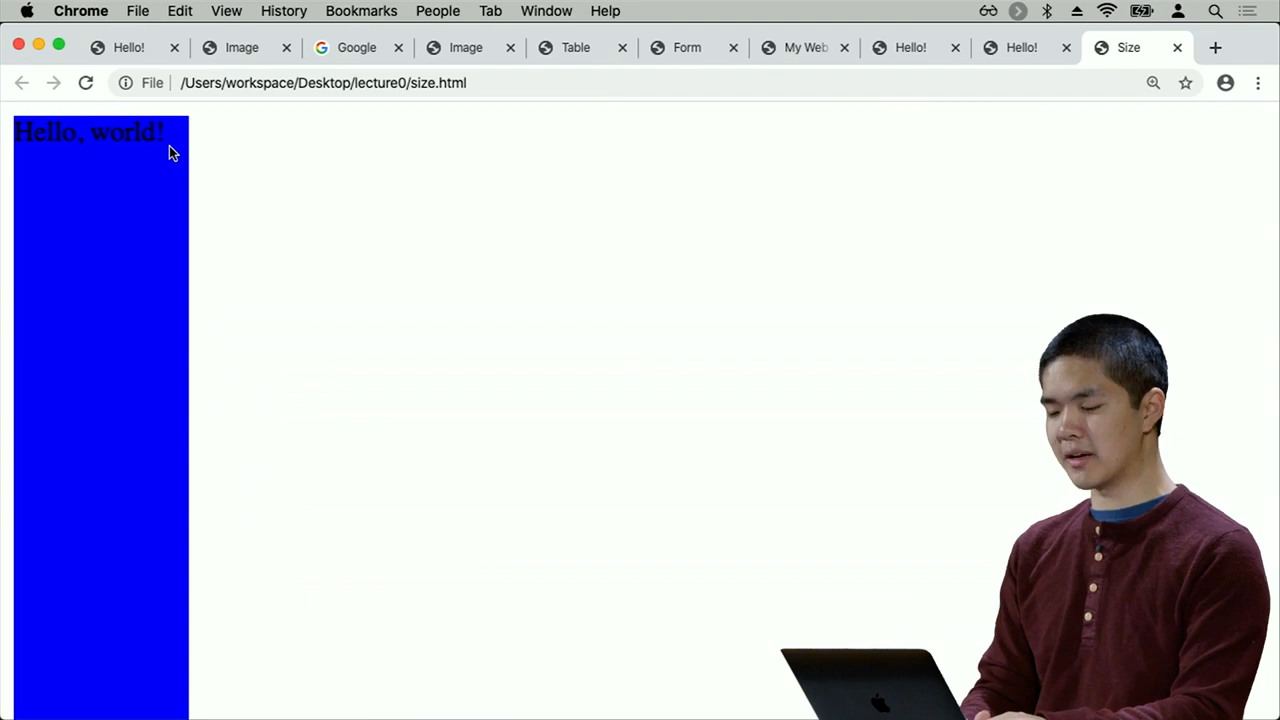 Chrome File Edit View History Bookmarks People Tab Window Help
Hello! Image Google Image Table Form My Web Hello! Hello! Size
File /Users/workspace/Desktop/lecture0/size.html
Hello, world!